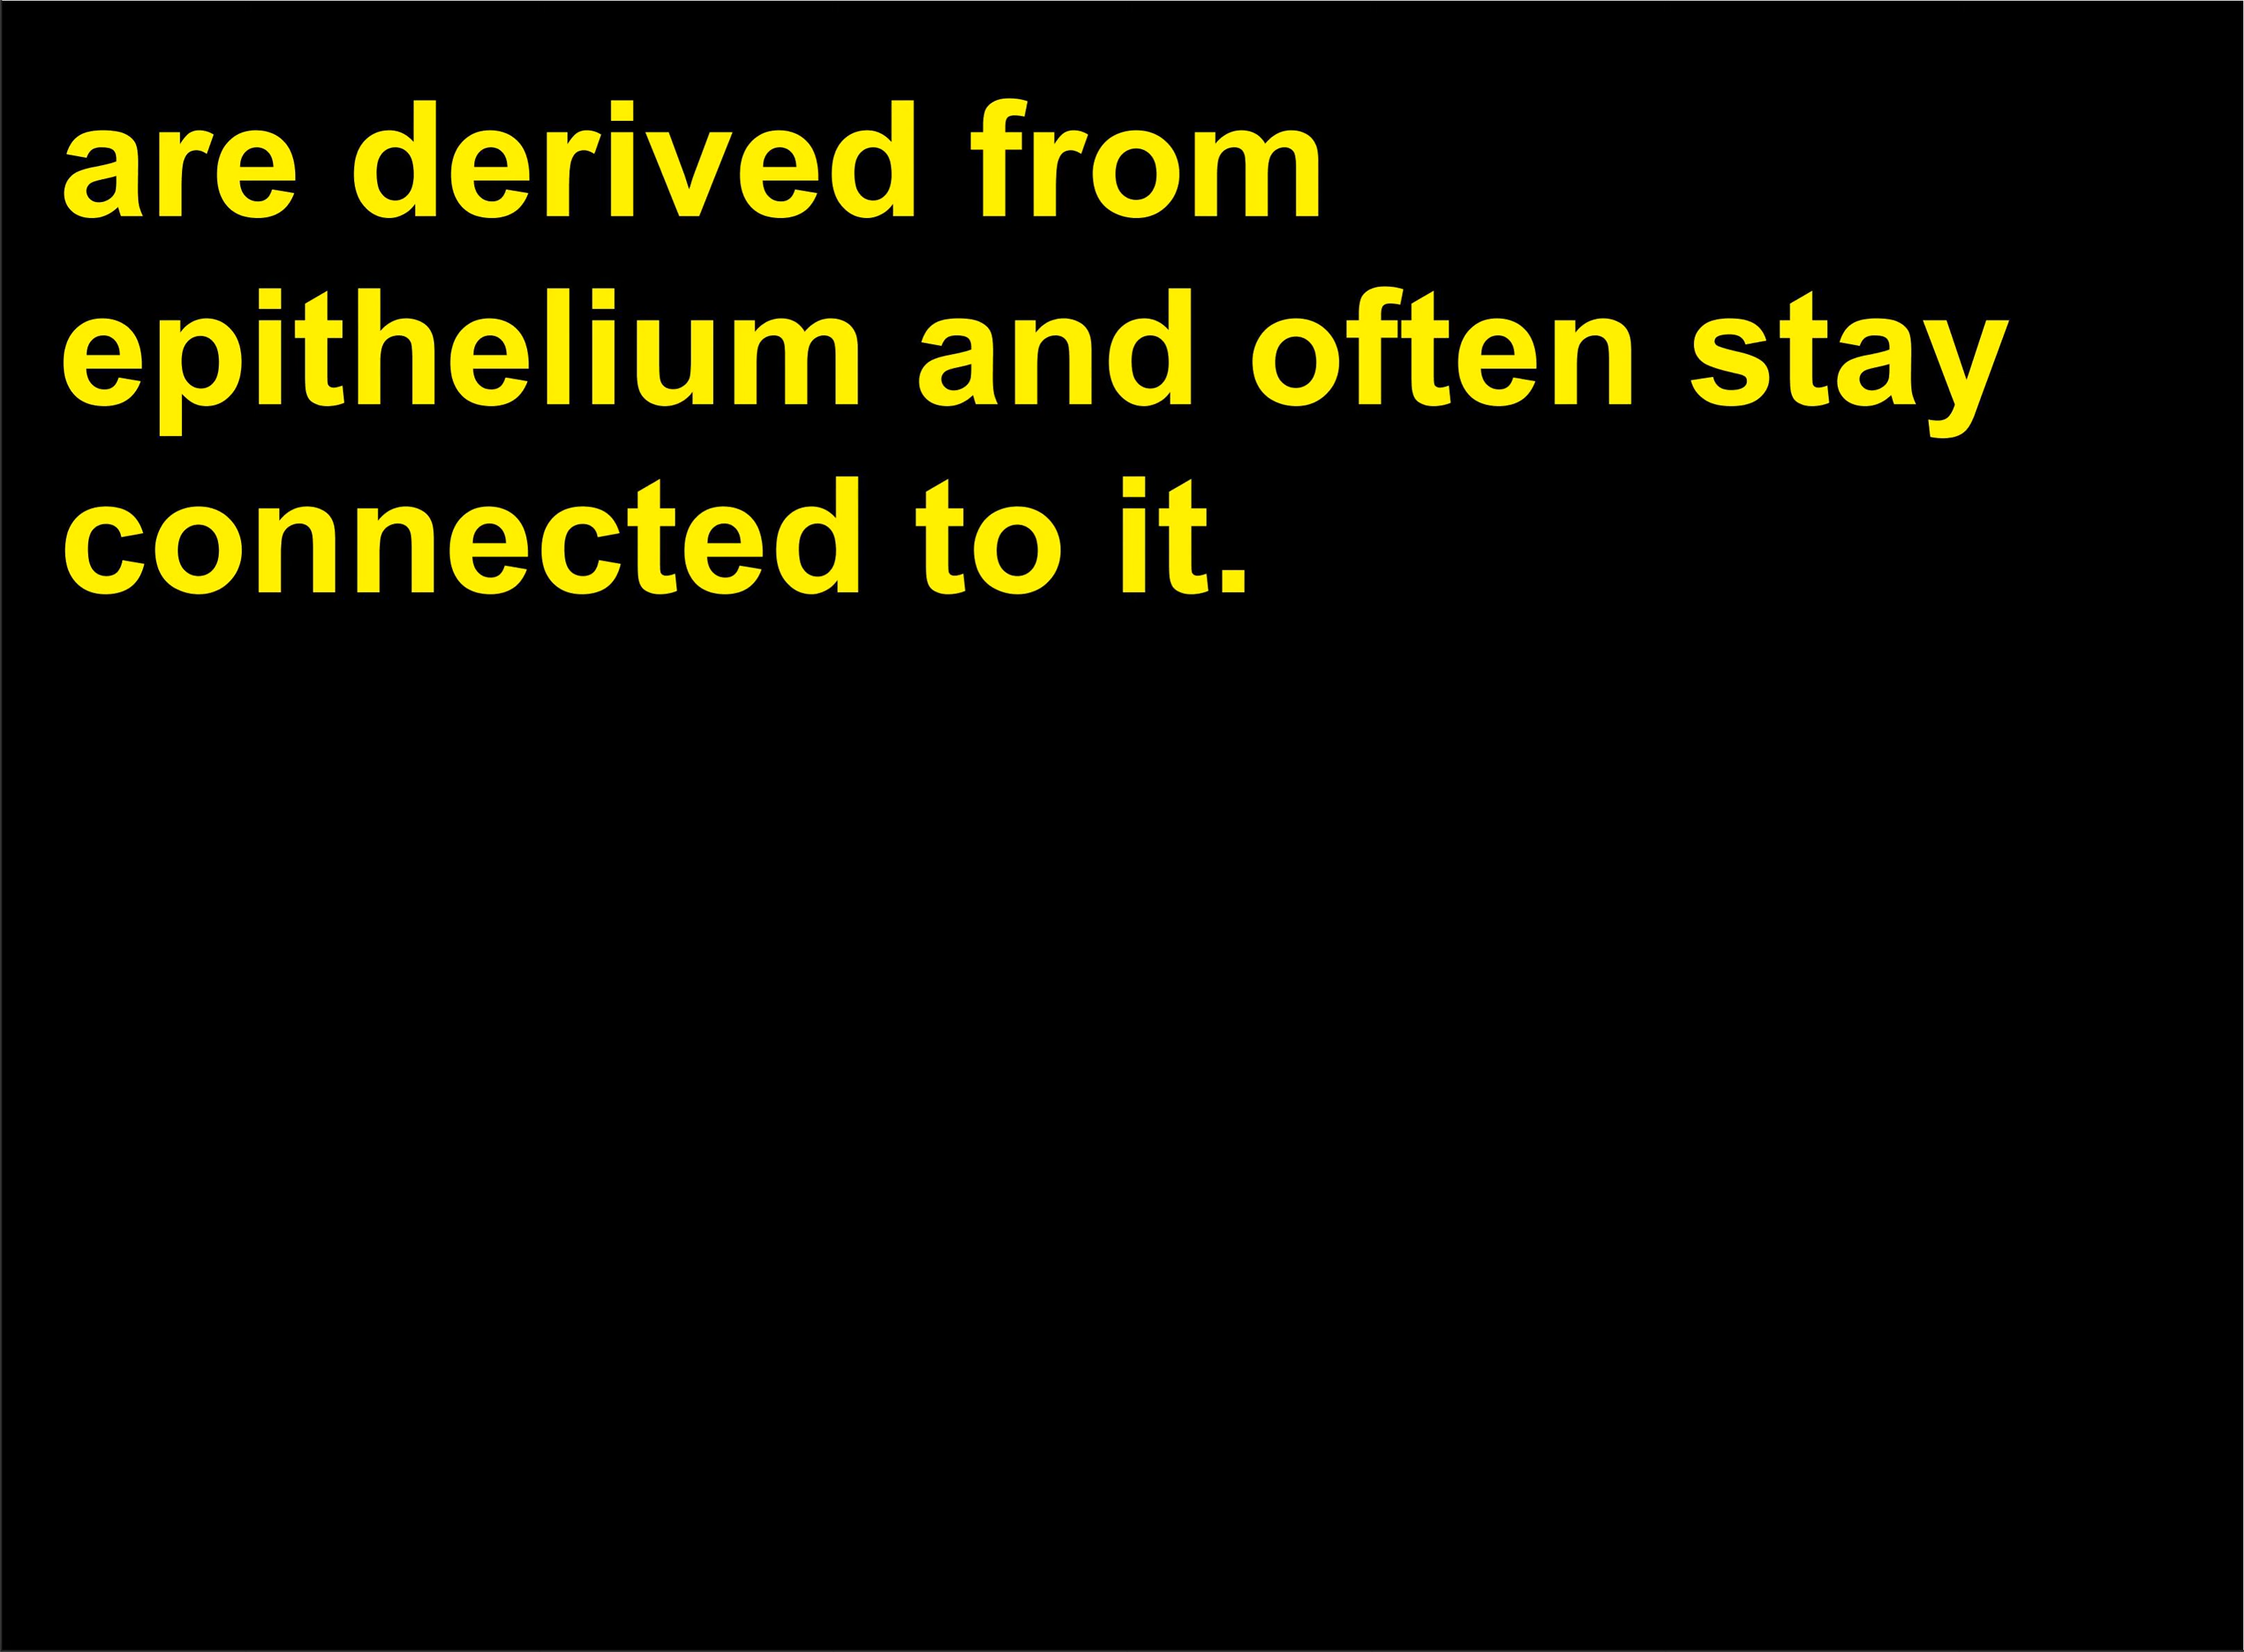 are derived from
epithelium and often stay
connected to it.